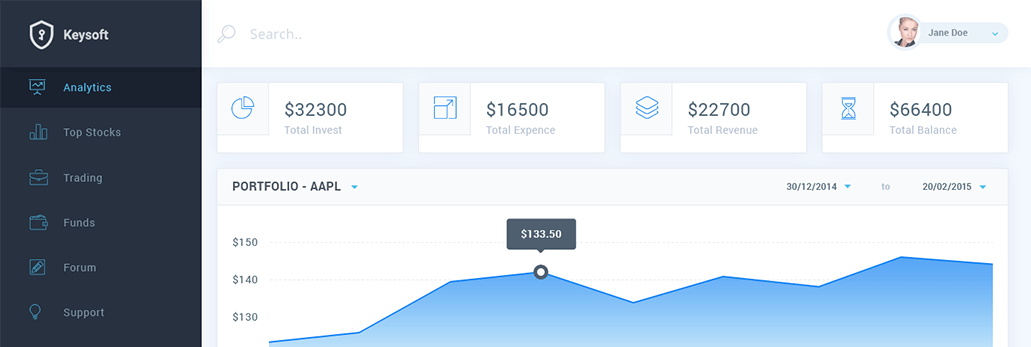 Keysoft
Search..
Jane Doe
Analytics
Top Stocks
Trading
Funds
Forum
Support
$32300
Total Invest
$16500
Total Expence
$22700
Total Revenue
$66400
Total Balance
PORTFOLIO - AAPL
30/12/2014 to 20/02/2015
$133.50
$150
$140
$130